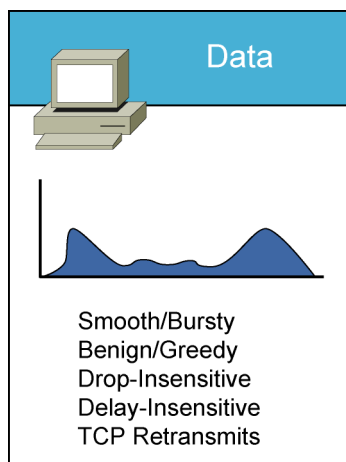 Data
Smooth/Bursty
Benign/Greedy
Drop-Insensitive
Delay-Insensitive
TCP Retransmits